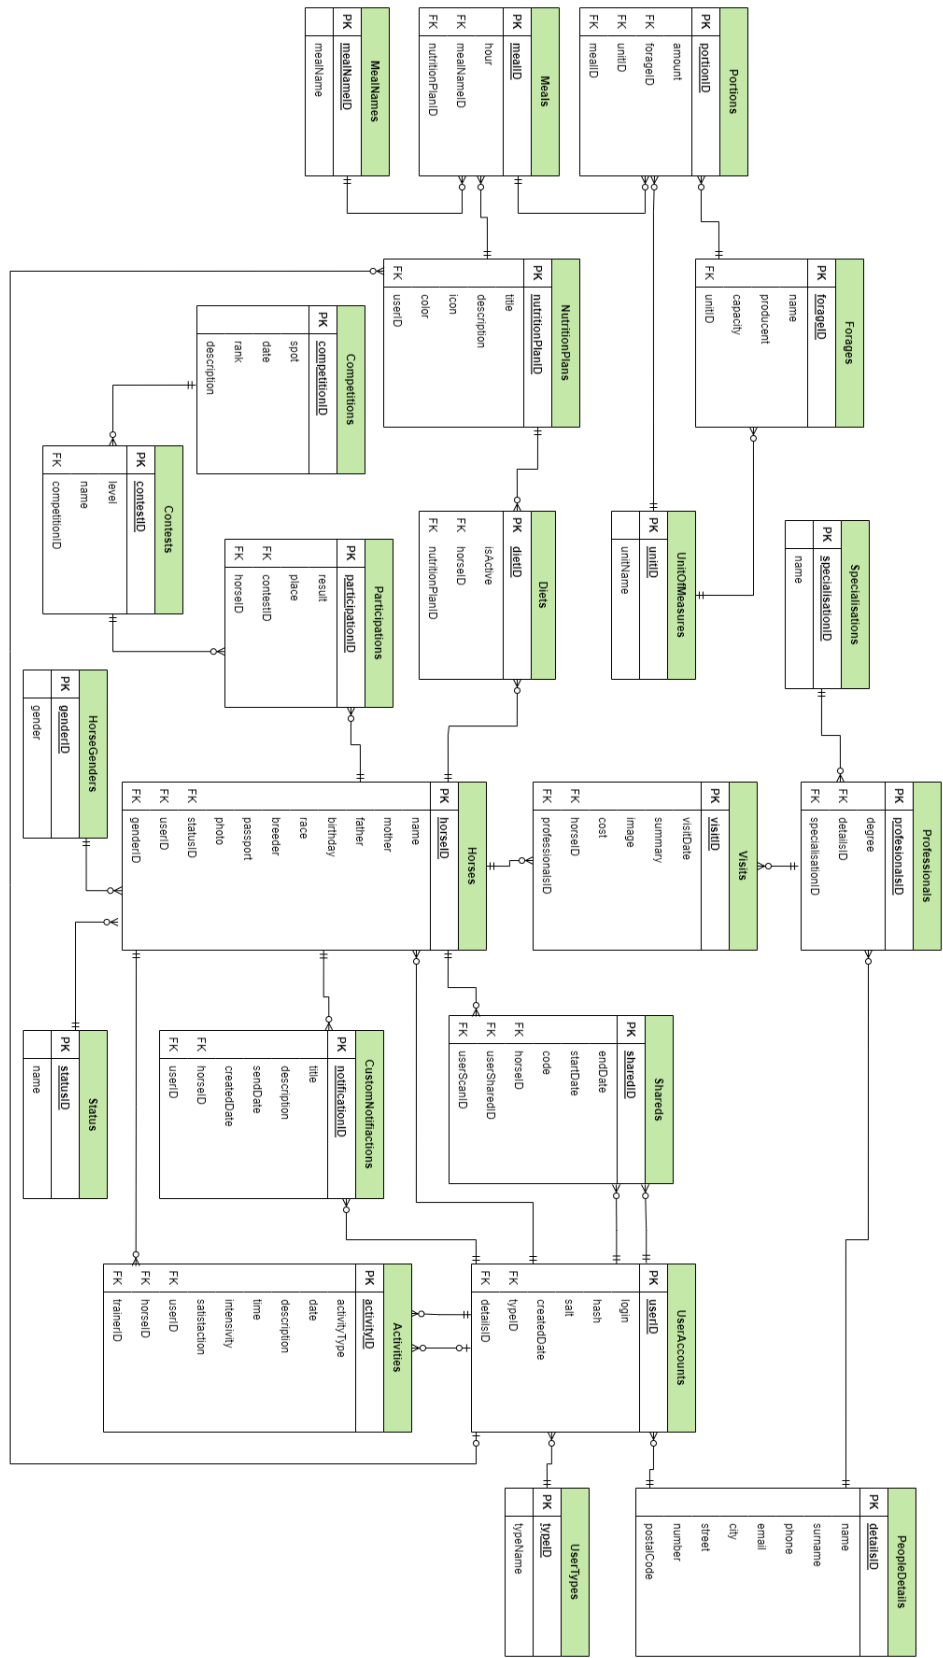 Portions
PK portionID
amount
FK forageID
FK unitID
FK mealID
Forages
PK forageID
name
producent
capacity
FK unitID
Specialisations
PK specialisationID
name
Professionals
PK profesionalsID
degree
FK detailsID
FK specialisationID
PeopleDetails
PK detailsID
name
surname
phone
email
city
street
number
postalCode
Meals
PK mealID
hour
FK mealNameID
FK nutritionPlanID
UnitOfMeasures
PK unitID
unitName
Visits
PK visitID
visitDate
summary
image
cost
FK horseID
FK professionalsID
Shareds
PK sharedID
endDate
startDate
code
FK horseID
FK userSharedID
FK userScanID
UserAccounts
PK userID
login
hash
salt
createdDate
FK typeID
FK detailsID
UserTypes
PK typeID
typeName
MealNames
PK mealNameID
mealName
NutritionPlans
PK nutritionPlanID
title
description
icon
color
FK userID
Diets
PK dietID
isActive
FK horseID
FK nutritionPlanID
Horses
PK horseID
name
mother
father
birthday
race
breeder
passport
photo
FK statusID
FK userID
FK genderID
CustomNotifiactions
PK notificationID
title
description
sendDate
createdDate
FK horseID
FK userID
Activities
PK activityID
activityType
date
description
time
intensivity
satistaction
FK userID
FK horseID
FK trainerID
Competitions
PK competitionID
spot
date
rank
description
Participations
PK participationID
result
place
FK contestID
FK horseID
Contests
PK contestID
level
name
FK competitionID
HorseGenders
PK genderID
gender
Status
PK statusID
name